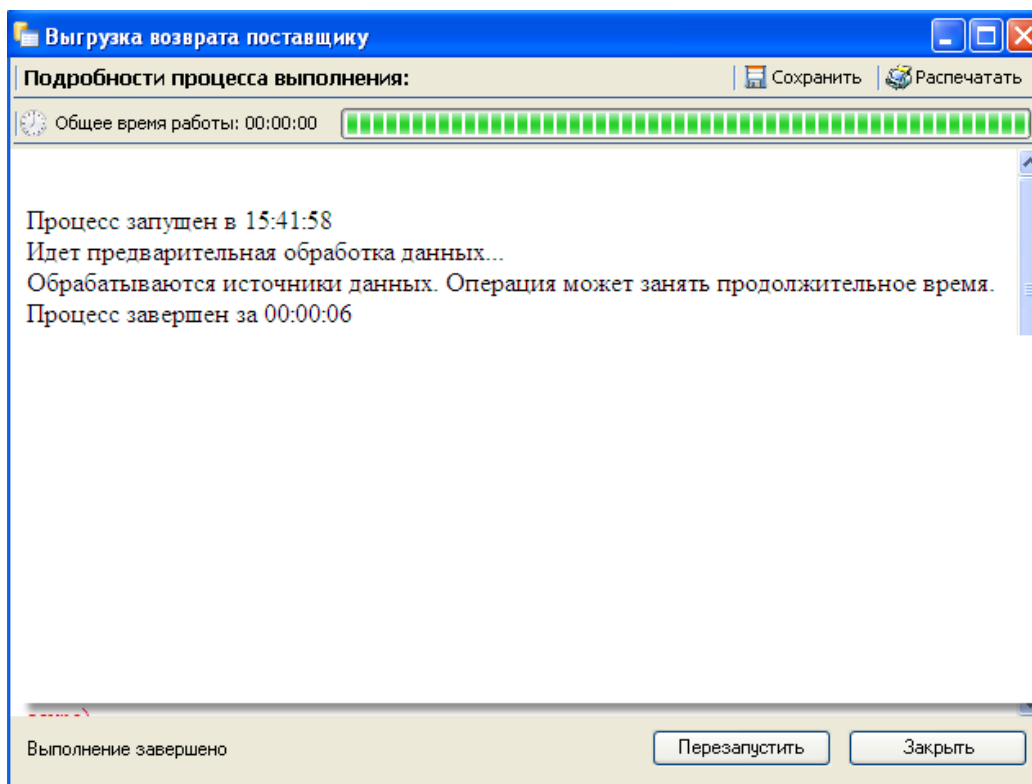 Выгрузка возврата поставщику
Подробности процесса выполнения:
Сохранить
Распечатать
Общее время работы: 00:00:00
Процесс запущен в 15:41:58
Идет предварительная обработка данных...
Обрабатываются источники данных. Операция может занять продолжительное время.
Процесс завершен за 00:00:06
Выполнение завершено
Перезапустить
Закрыть